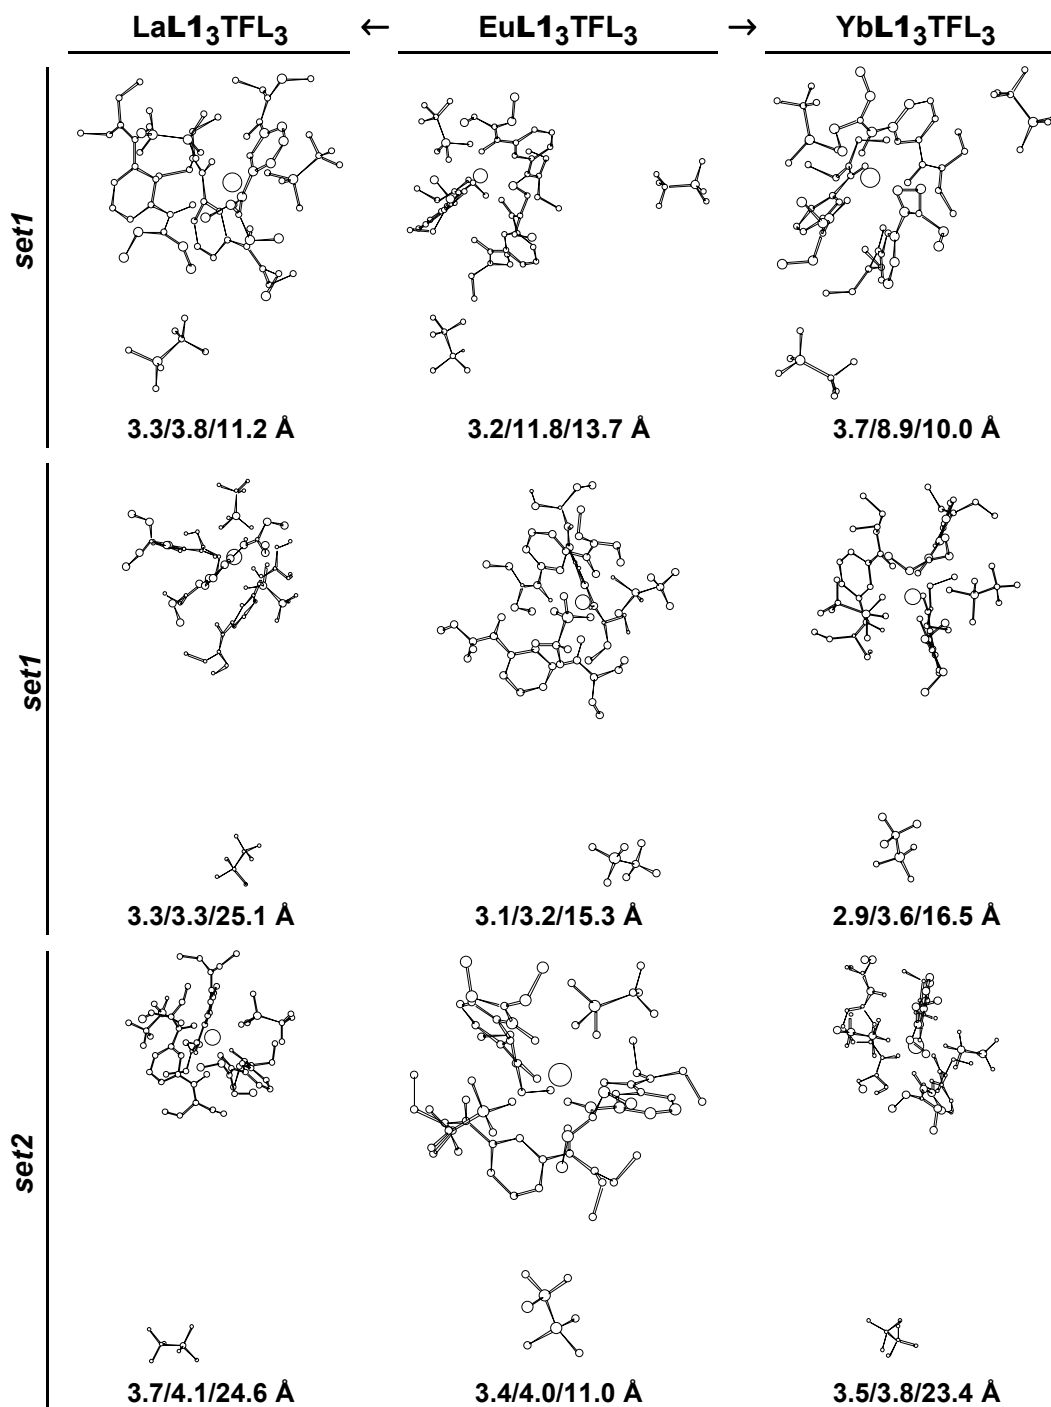 LaL1₃TFL₃ ← EuL1₃TFL₃ → YbL1₃TFL₃
set1
3.3/3.8/11.2 Å 3.2/11.8/13.7 Å 3.7/8.9/10.0 Å
set1
3.3/3.3/25.1 Å 3.1/3.2/15.3 Å 2.9/3.6/16.5 Å
set2
3.7/4.1/24.6 Å 3.4/4.0/11.0 Å 3.5/3.8/23.4 Å